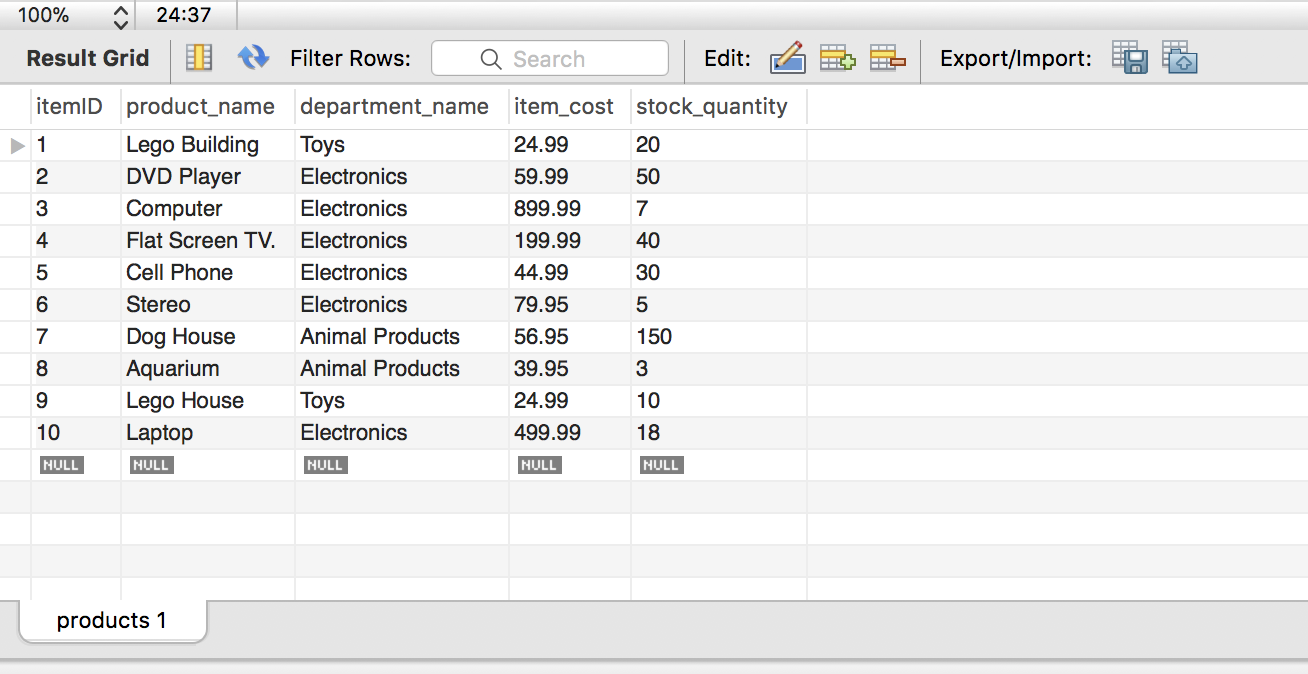 100% 24:37
Result Grid Filter Rows: Search Edit: Export/Import:
itemID product_name department_name item_cost stock_quantity
1 Lego Building Toys 24.99 20
2 DVD Player Electronics 59.99 50
3 Computer Electronics 899.99 7
4 Flat Screen TV. Electronics 199.99 40
5 Cell Phone Electronics 44.99 30
6 Stereo Electronics 79.95 5
7 Dog House Animal Products 56.95 150
8 Aquarium Animal Products 39.95 3
9 Lego House Toys 24.99 10
10 Laptop Electronics 499.99 18
NULL NULL NULL NULL NULL
products 1